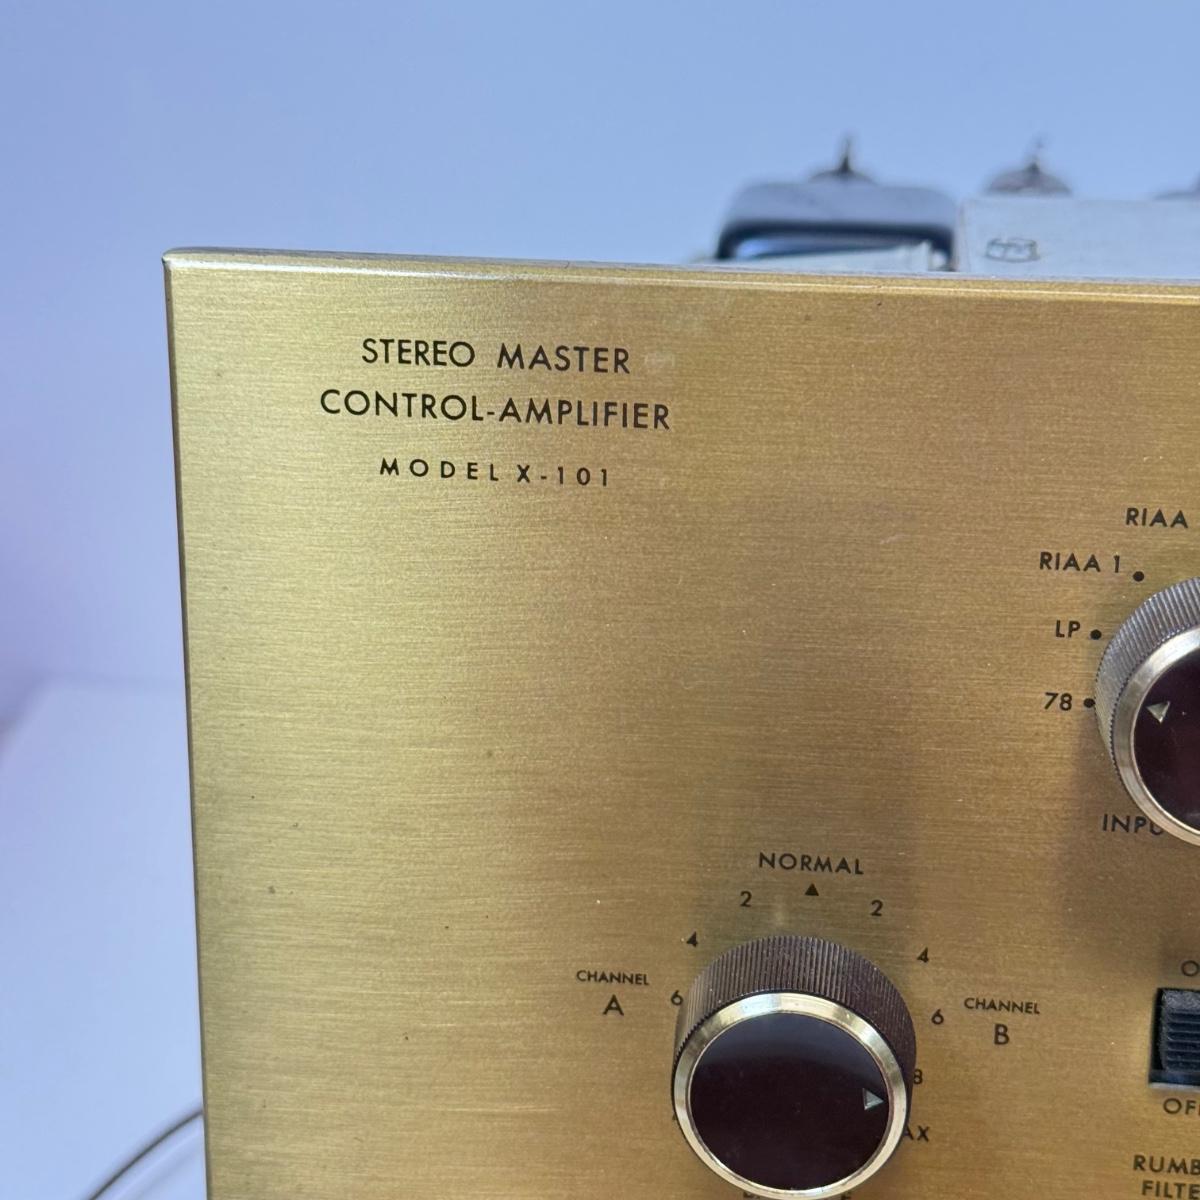 STEREO MASTER
CONTROL-AMPLIFIER
MODEL X-101
RIAA
RIAA 1
LP
78
NORMAL
2 2
4 4
6 6
CHANNEL
A
CHANNEL
B
8